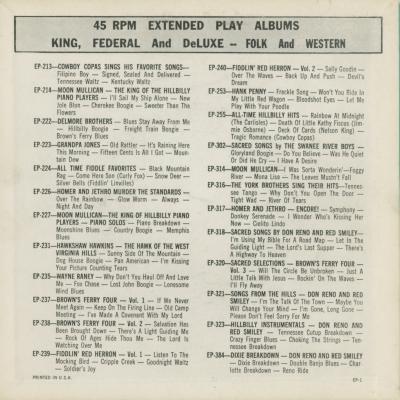 45 RPM EXTENDED PLAY ALBUMS
KING, FEDERAL And DeLUXE — FOLK And WESTERN
EP-213—COWBOY COPAS SINGS HIS FAVORITE SONGS—
Filipino Boy — Signed, Sealed And Delivered —
Tennessee Waltz — Kentucky Waltz
EP-214—MOON MULLICAN — THE KING OF THE HILLBILLY
PIANO PLAYERS — I'll Sail My Ship Alone — New
Jole Blon — Cherokee Boogie — Sweeter Than The
Flowers
EP-222—DELMORE BROTHERS — Blues Stay Away From Me
— Hillbilly Boogie — Freight Train Boogie —
Brown's Ferry Blues
EP-223—GRANDPA JONES — Old Rattler — It's Raining Here
This Morning — Fifteen Cents Is All I Got — Moun-
tain Dew
EP-224—ALL TIME FIDDLE FAVORITES — Black Mountain
Rag — Come Here Son (Curly Fox) — Snow Deer —
Silver Bells (Fiddlin' Linvilles)
EP-226—HOMER AND JETHRO MURDER THE STANDARDS —
Over The Rainbow — Glow Worm — Always —
Night And Day
EP-227—MOON MULLICAN—THE KING OF HILLBILLY PIANO
PLAYERS — PIANO SOLOS — Piano Breakdown —
Moonshine Blues — Country Boogie — Memphis
Blues
EP-231—HAWKSHAW HAWKINS — THE HAWK OF THE WEST
VIRGINIA HILLS — Sunny Side Of The Mountain —
Dog House Boogie — Pan American — I'm Kissing
Your Picture Counting Tears
EP-235—WAYNE RANEY — Why Don't You Haul Off And Love
Me — Fox Chase — Lost John Boogie — Lonesome
Wind Blues
EP-237—BROWN'S FERRY FOUR — Vol. 1 — If We Never
Meet Again — Keep On The Firing Line — Old Camp
Meeting — I've Made A Covenant With My Lord
EP-238—BROWN'S FERRY FOUR — Vol. 2 — Salvation Has
Been Brought Down — There's A Light Guiding Me
— Rock Of Ages Hide Thou Me — The Lord Is
Watching Over Me
EP-239—FIDDLIN' RED HERRON — Vol. 1 — Listen To The
Mocking Bird — Cripple Creek — Goodnight Waltz
— Soldier's Joy
EP-240—FIDDLIN' RED HERRON — Vol. 2 — Sally Goodin —
Over The Waves — Back Up And Push — Devil's
Dream
EP-253—HANK PENNY — Frackle Song — Won't You Ride In
My Little Red Wagon — Bloodshot Eyes — Let Me
Play With Your Poodle
EP-255—ALL-TIME HILLBILLY HITS — Rainbow At Midnight
(The Carlisles) — Death Of Little Kathy Fiscus (Jim-
mie Osborne) — Deck Of Cards (Nelson King) —
Tragic Romance (Cowboy Copas)
EP-302—SACRED SONGS BY THE SWANEE RIVER BOYS —
Gloryland Boogie — Do You Believe — Was He Quiet
Or Did He Cry — I Have A Desire
EP-314—MOON MULLICAN — I Was Sorta Wonderin'—Foggy
River — Mona Lisa — The Leaves Mustn't Fall
EP-316—THE YORK BROTHERS SING THEIR HITS— Tennes-
see Tango — Why Don't You Open The Door —
Tight Wad — River Of Tears
EP-317—HOMER AND JETHRO — ENCORE! — Symphony —
Donkey Serenade — I Wonder Who's Kissing Her
Now — Cielito Lindo
EP-318—SACRED SONGS BY DON RENO AND RED SMILEY—
I'm Using My Bible For A Road Map — Let In The
Guiding Light — The Lord's Last Supper — There's
A Highway To Heaven
EP-320—SACRED SELECTIONS — BROWN'S FERRY FOUR —
Vol. 3 — Will The Circle Be Unbroken — Just A
Little Talk With Jesus — Rockin' On The Waves —
I'll Fly Away
EP-321—SONGS FROM THE HILLS — DON RENO AND RED
SMILEY — I'm The Talk Of The Town — Maybe You
Will Change Your Mind — I'm Gone, Long Gone —
Please Don't Feel Sorry For Me
EP-323—HILLBILLY INSTRUMENTALS — DON RENO AND
RED SMILEY — Tennessee Cutup Breakdown —
Crazy Finger Blues — Choking The Strings — Ten-
nessee Breakdown
EP-384—DIXIE BREAKDOWN — DON RENO AND RED SMILEY
— Dixie Breakdown — Double Banjo Blues — Char-
lotte Breakdown — Reno Ride
PRINTED IN U.S.A.
EP-1